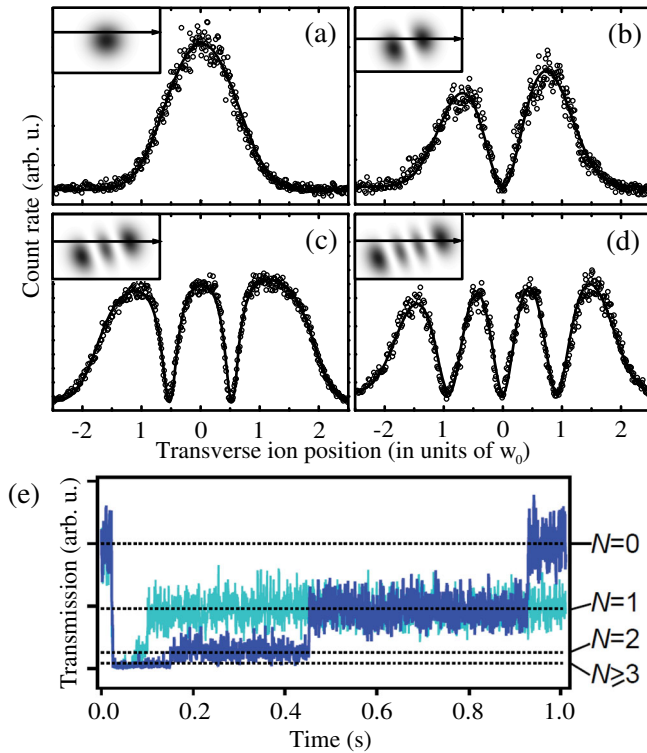 (a)
(b)
(c)
(d)
Count rate (arb. u.)
-2 1 0 1 2
-2 -1 0 1 2
Transverse ion position (in units of w₀)
(e)
Transmission (arb. u.)
N=0
N=1
N=2
N⩾3
0.0 0.2 0.4 0.6 0.8 1.0
Time (s)